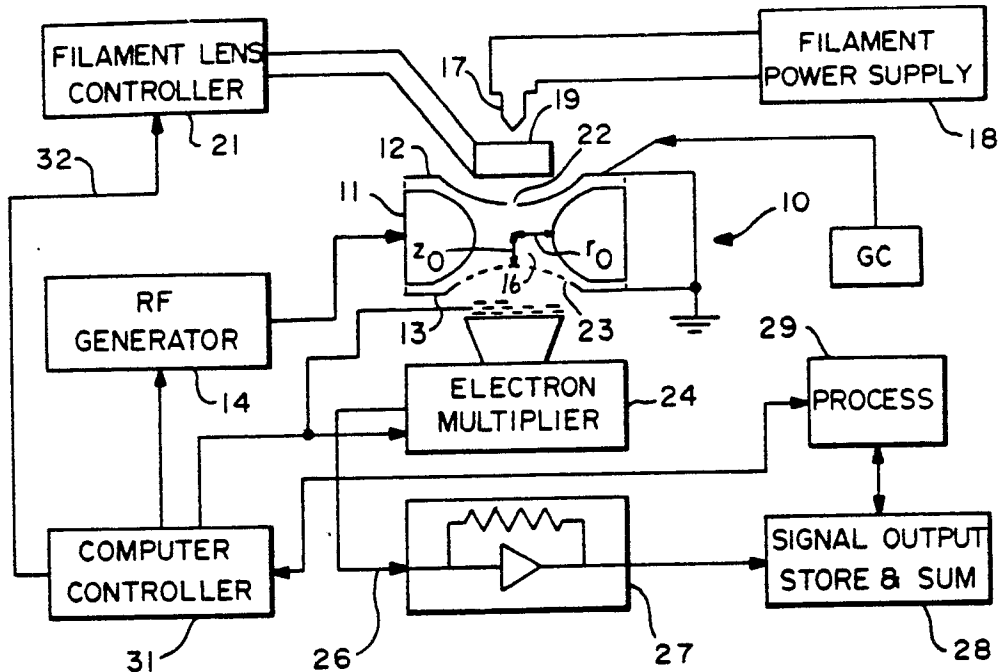 FILAMENT LENS
CONTROLLER
21
17
FILAMENT
POWER SUPPLY
18
19
22
32
12
11
10
GC
z0
r0
16
RF
GENERATOR
14
13
23
29
PROCESS
ELECTRON
MULTIPLIER
24
COMPUTER
CONTROLLER
31
26
27
SIGNAL OUTPUT
STORE & SUM
28